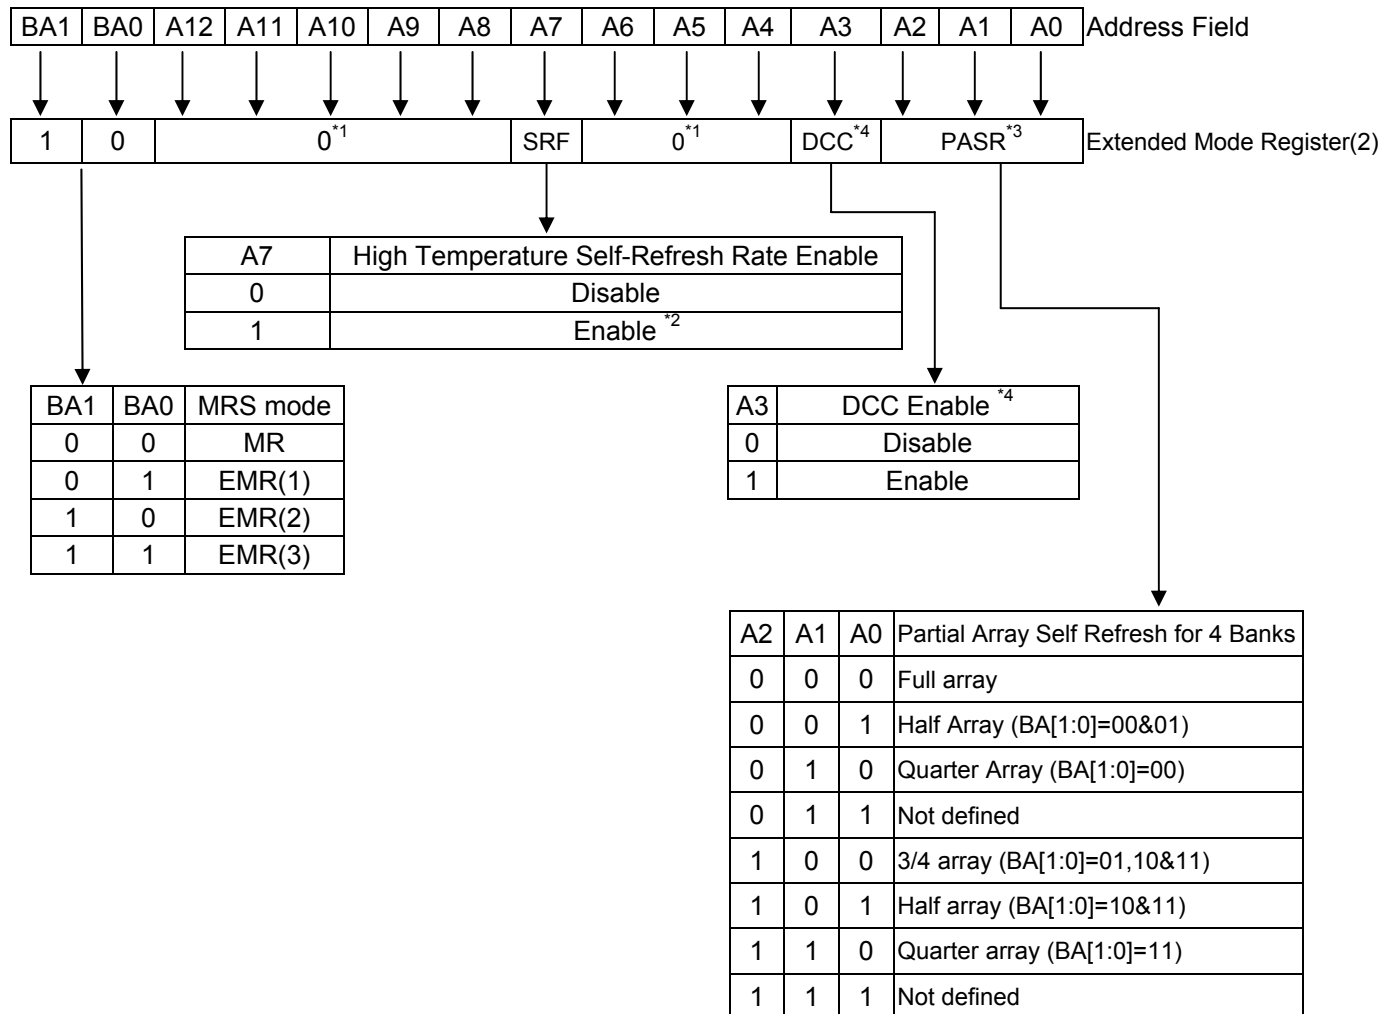 BA1 BA0 A12 A11 A10 A9 A8 A7 A6 A5 A4 A3 A2 A1 A0 Address Field
1 0 0*1 SRF 0*1 DCC*4 PASR*3 Extended Mode Register(2)
A7 High Temperature Self-Refresh Rate Enable
0 Disable
1 Enable *2
BA1 BA0 MRS mode
0 0 MR
0 1 EMR(1)
1 0 EMR(2)
1 1 EMR(3)
A3 DCC Enable *4
0 Disable
1 Enable
A2 A1 A0 Partial Array Self Refresh for 4 Banks
0 0 0 Full array
0 0 1 Half Array (BA[1:0]=00&01)
0 1 0 Quarter Array (BA[1:0]=00)
0 1 1 Not defined
1 0 0 3/4 array (BA[1:0]=01,10&11)
1 0 1 Half array (BA[1:0]=10&11)
1 1 0 Quarter array (BA[1:0]=11)
1 1 1 Not defined